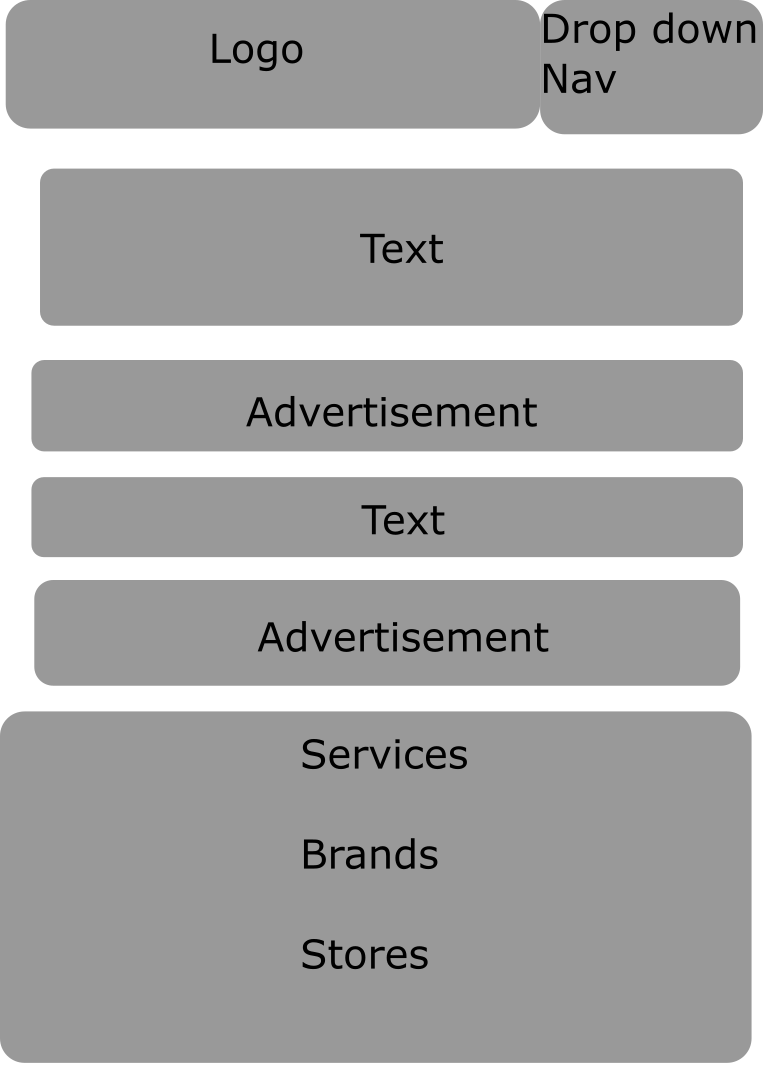 Logo
Drop down
Nav
Text
Advertisement
Text
Advertisement
Services
Brands
Stores